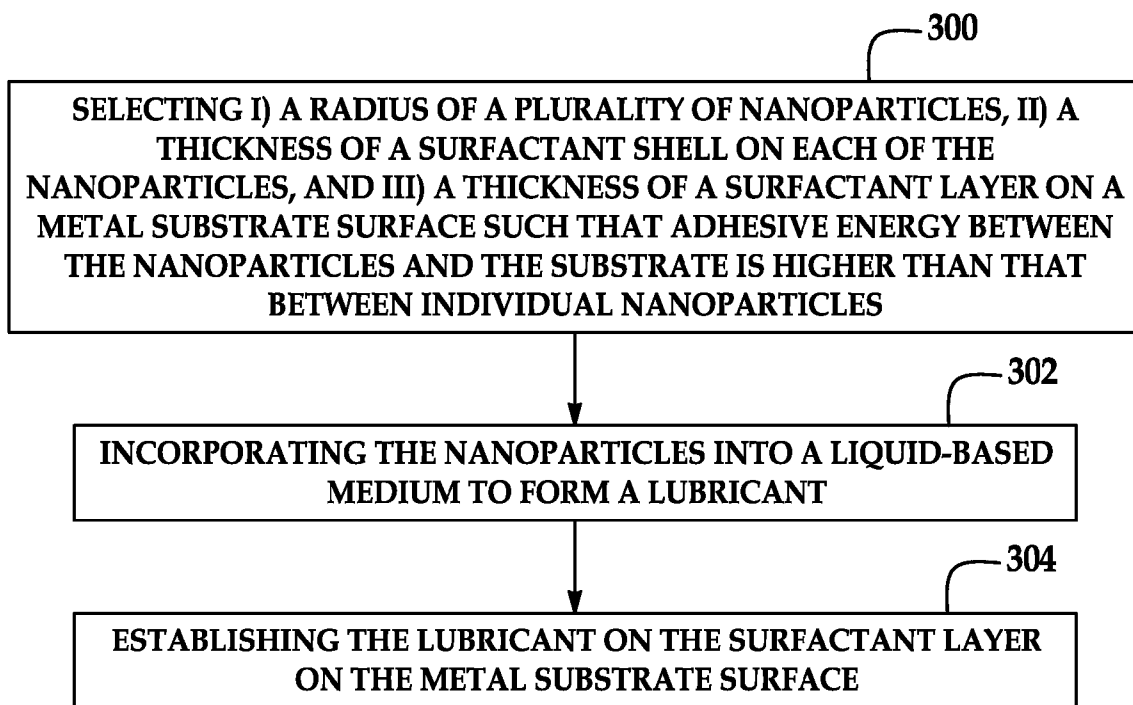 300
SELECTING I) A RADIUS OF A PLURALITY OF NANOPARTICLES, II) A
THICKNESS OF A SURFACTANT SHELL ON EACH OF THE
NANOPARTICLES, AND III) A THICKNESS OF A SURFACTANT LAYER ON A
METAL SUBSTRATE SURFACE SUCH THAT ADHESIVE ENERGY BETWEEN
THE NANOPARTICLES AND THE SUBSTRATE IS HIGHER THAN THAT
BETWEEN INDIVIDUAL NANOPARTICLES
302
INCORPORATING THE NANOPARTICLES INTO A LIQUID-BASED
MEDIUM TO FORM A LUBRICANT
304
ESTABLISHING THE LUBRICANT ON THE SURFACTANT LAYER
ON THE METAL SUBSTRATE SURFACE